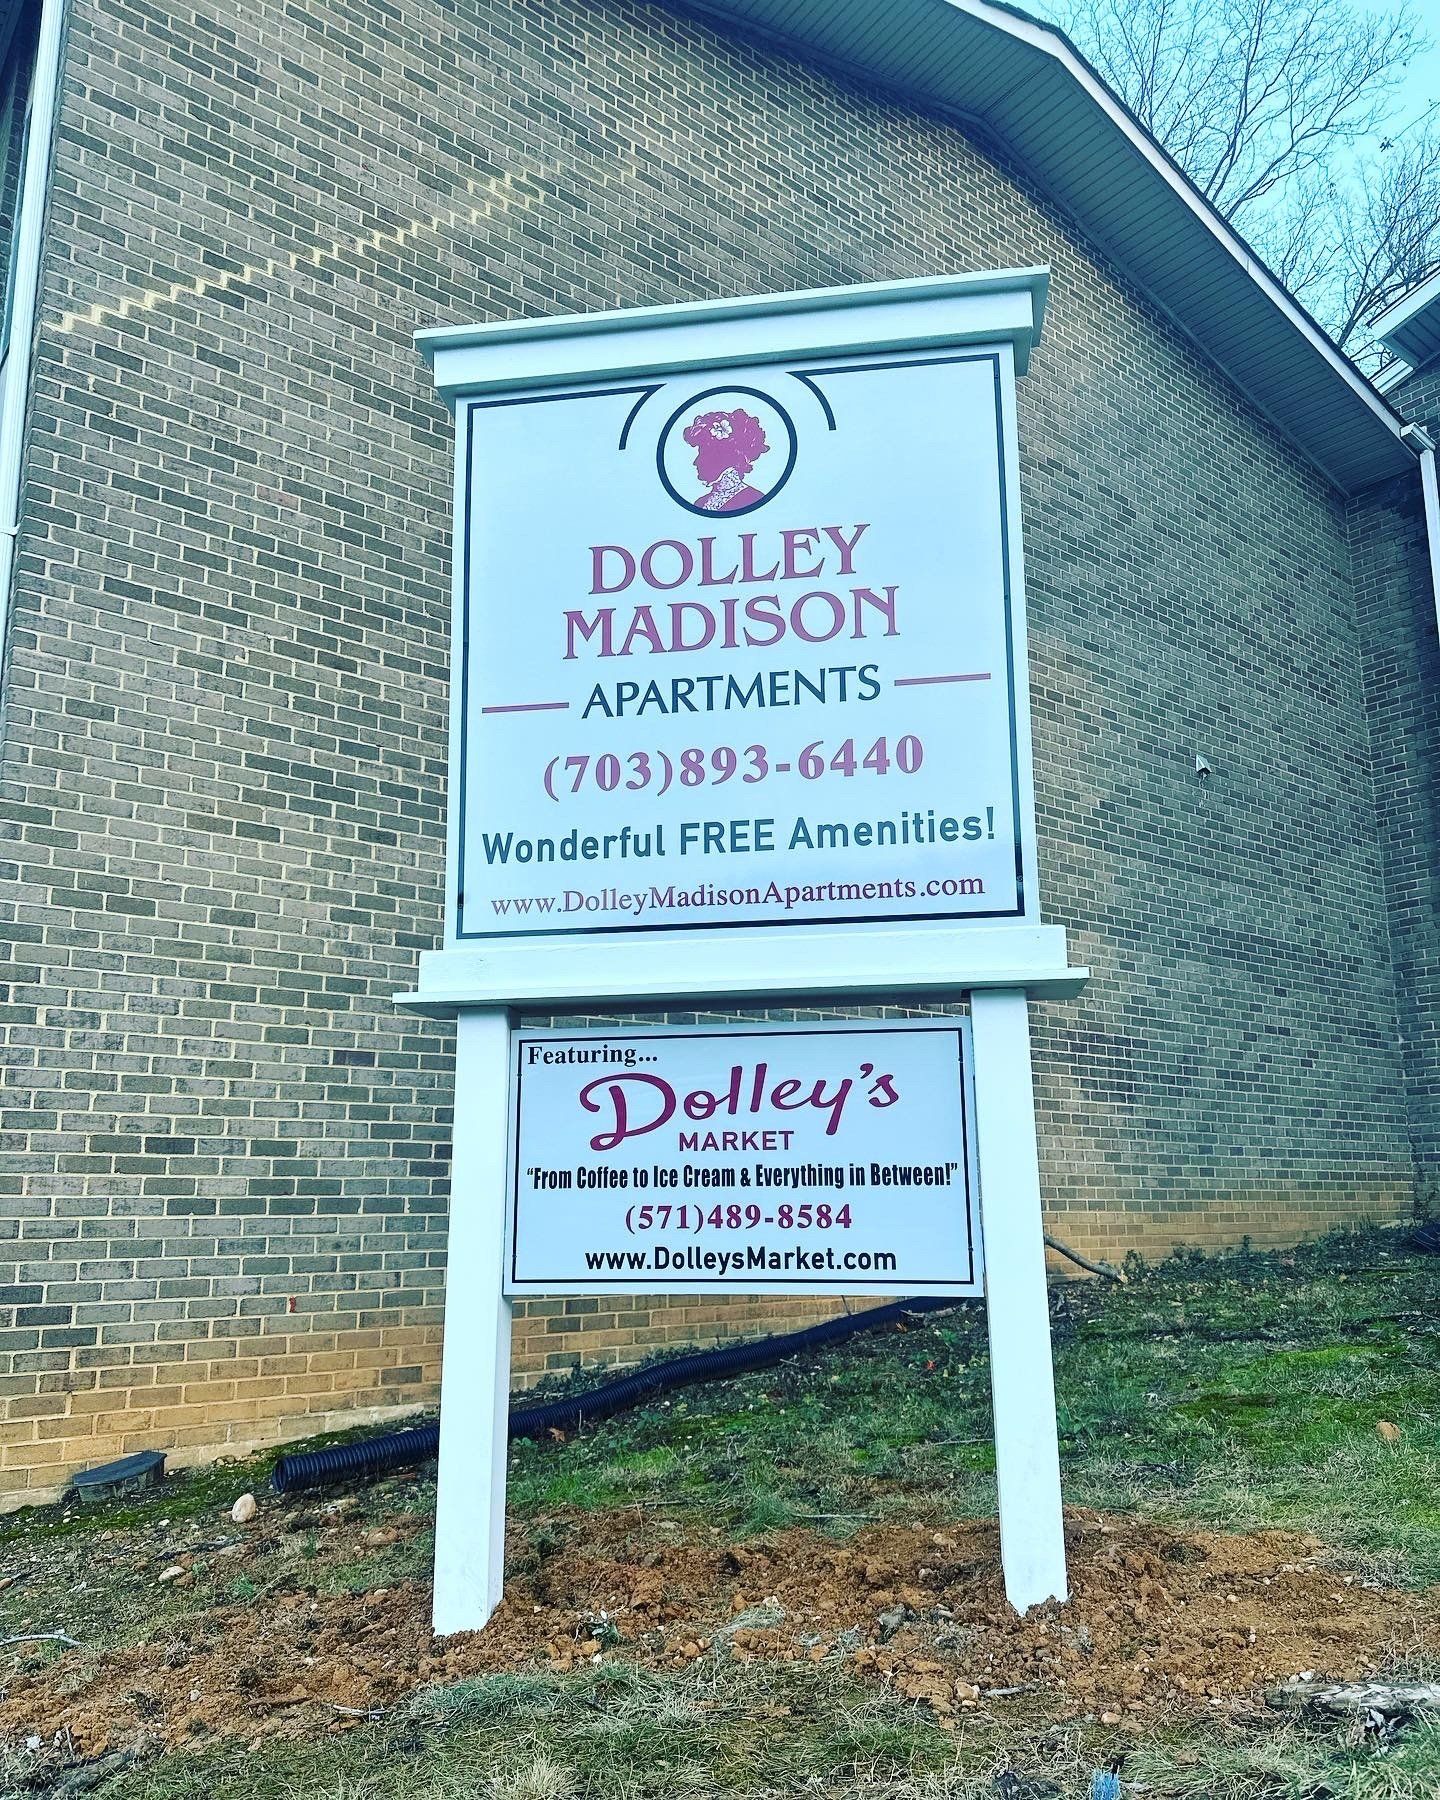 DOLLEY
MADISON
APARTMENTS
(703)893-6440
Wonderful FREE Amenities!
www.DolleyMadisonApartments.com
Featuring...
Dolley's
MARKET
"From Coffee to Ice Cream & Everything in Between!"
(571)489-8584
www.DolleysMarket.com